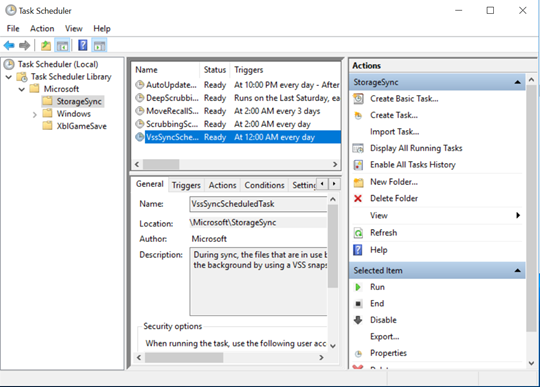 Task Scheduler
File Action View Help
Task Scheduler (Local)
Task Scheduler Library
Microsoft
StorageSync
Windows
XblGameSave
Name Status Triggers
AutoUpdate... Ready At 10:00 PM every day - After
DeepScrubbi... Ready Runs on the Last Saturday, ea
MoveRecallS... Ready At 2:00 AM every 3 days
ScrubbingSc... Ready At 2:00 AM every day
VssSyncSche... Ready At 12:00 AM every day
General Triggers Actions Conditions Setting
Name: VssSyncScheduledTask
Location: \Microsoft\StorageSync
Author: Microsoft
Description: During sync, the files that are in use b
the background by using a VSS snaps
Security options
When running the task, use the following user acc
Actions
StorageSync
Create Basic Task...
Create Task...
Import Task...
Display All Running Tasks
Enable All Tasks History
New Folder...
Delete Folder
View
Refresh
Help
Selected Item
Run
End
Disable
Export...
Properties